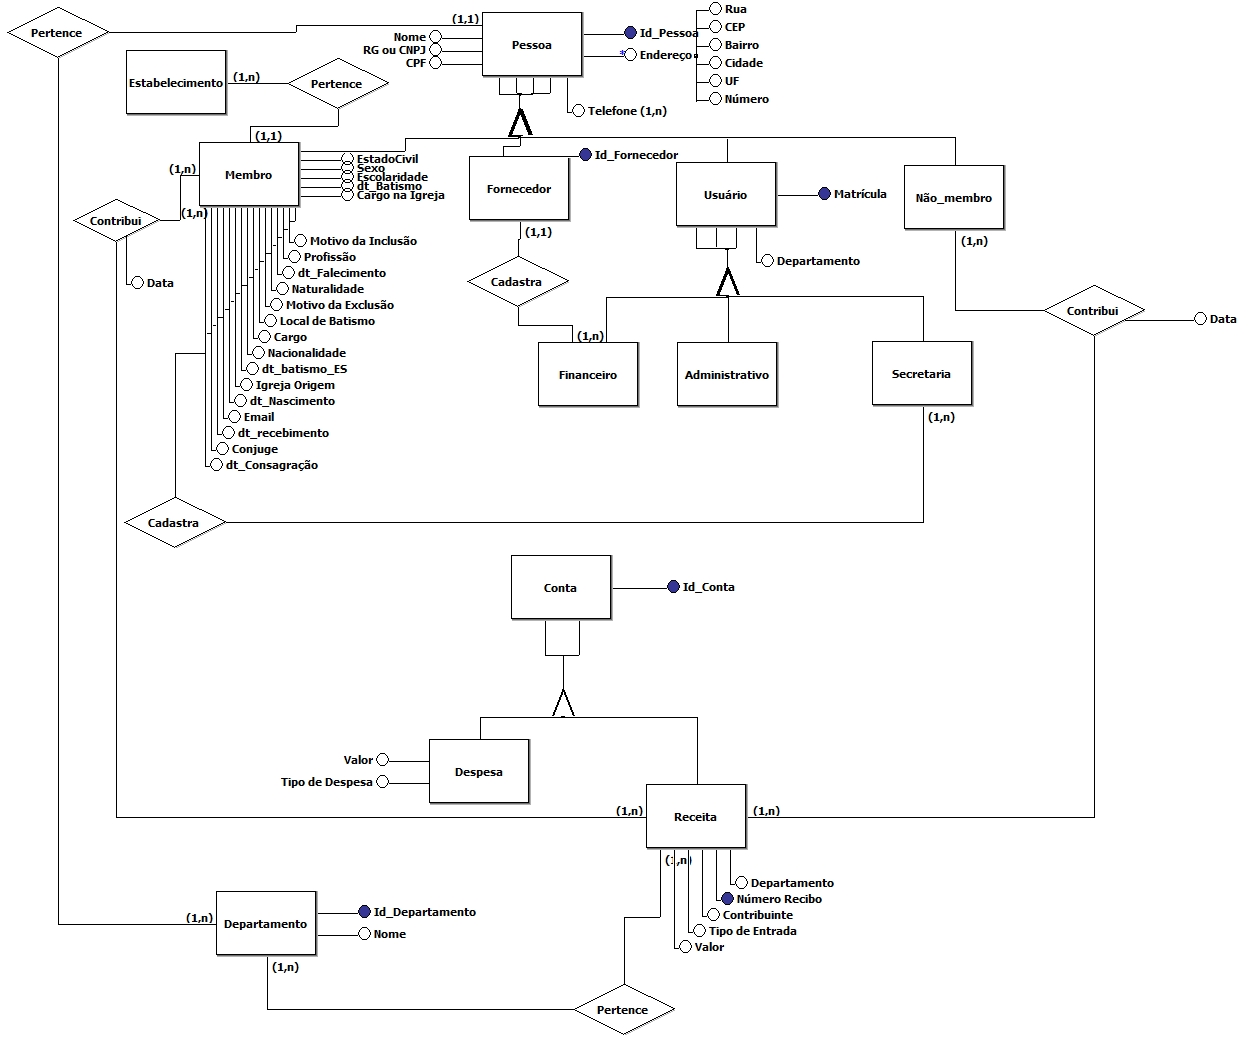 Pertence
(1,1)
Pessoa
Nome
RG ou CNPJ
CPF
Id_Pessoa
*
Endereço
Rua
CEP
Bairro
Cidade
UF
Número
Telefone (1,n)
Estabelecimento
(1,n)
Pertence
(1,1)
Membro
(1,n)
(1,n)
EstadoCivil
Sexo
Escolaridade
dt_Batismo
Cargo na Igreja
Contribui
Data
Motivo da Inclusão
Profissão
dt_Falecimento
Naturalidade
Motivo da Exclusão
Local de Batismo
Cargo
Nacionalidade
dt_batismo_ES
Igreja Origem
dt_Nascimento
Email
dt_recebimento
Conjuge
dt_Consagração
Id_Fornecedor
Fornecedor
(1,1)
Cadastra
(1,n)
Usuário
Matrícula
Departamento
Não_membro
(1,n)
Contribui
Data
Financeiro
Administrativo
Secretaria
(1,n)
Cadastra
Conta
Id_Conta
Valor
Tipo de Despesa
Despesa
(1,n)
Receita
(1,n)
(1,n)
Departamento
Número Recibo
Contribuinte
Tipo de Entrada
Valor
(1,n)
Departamento
Id_Departamento
Nome
(1,n)
Pertence